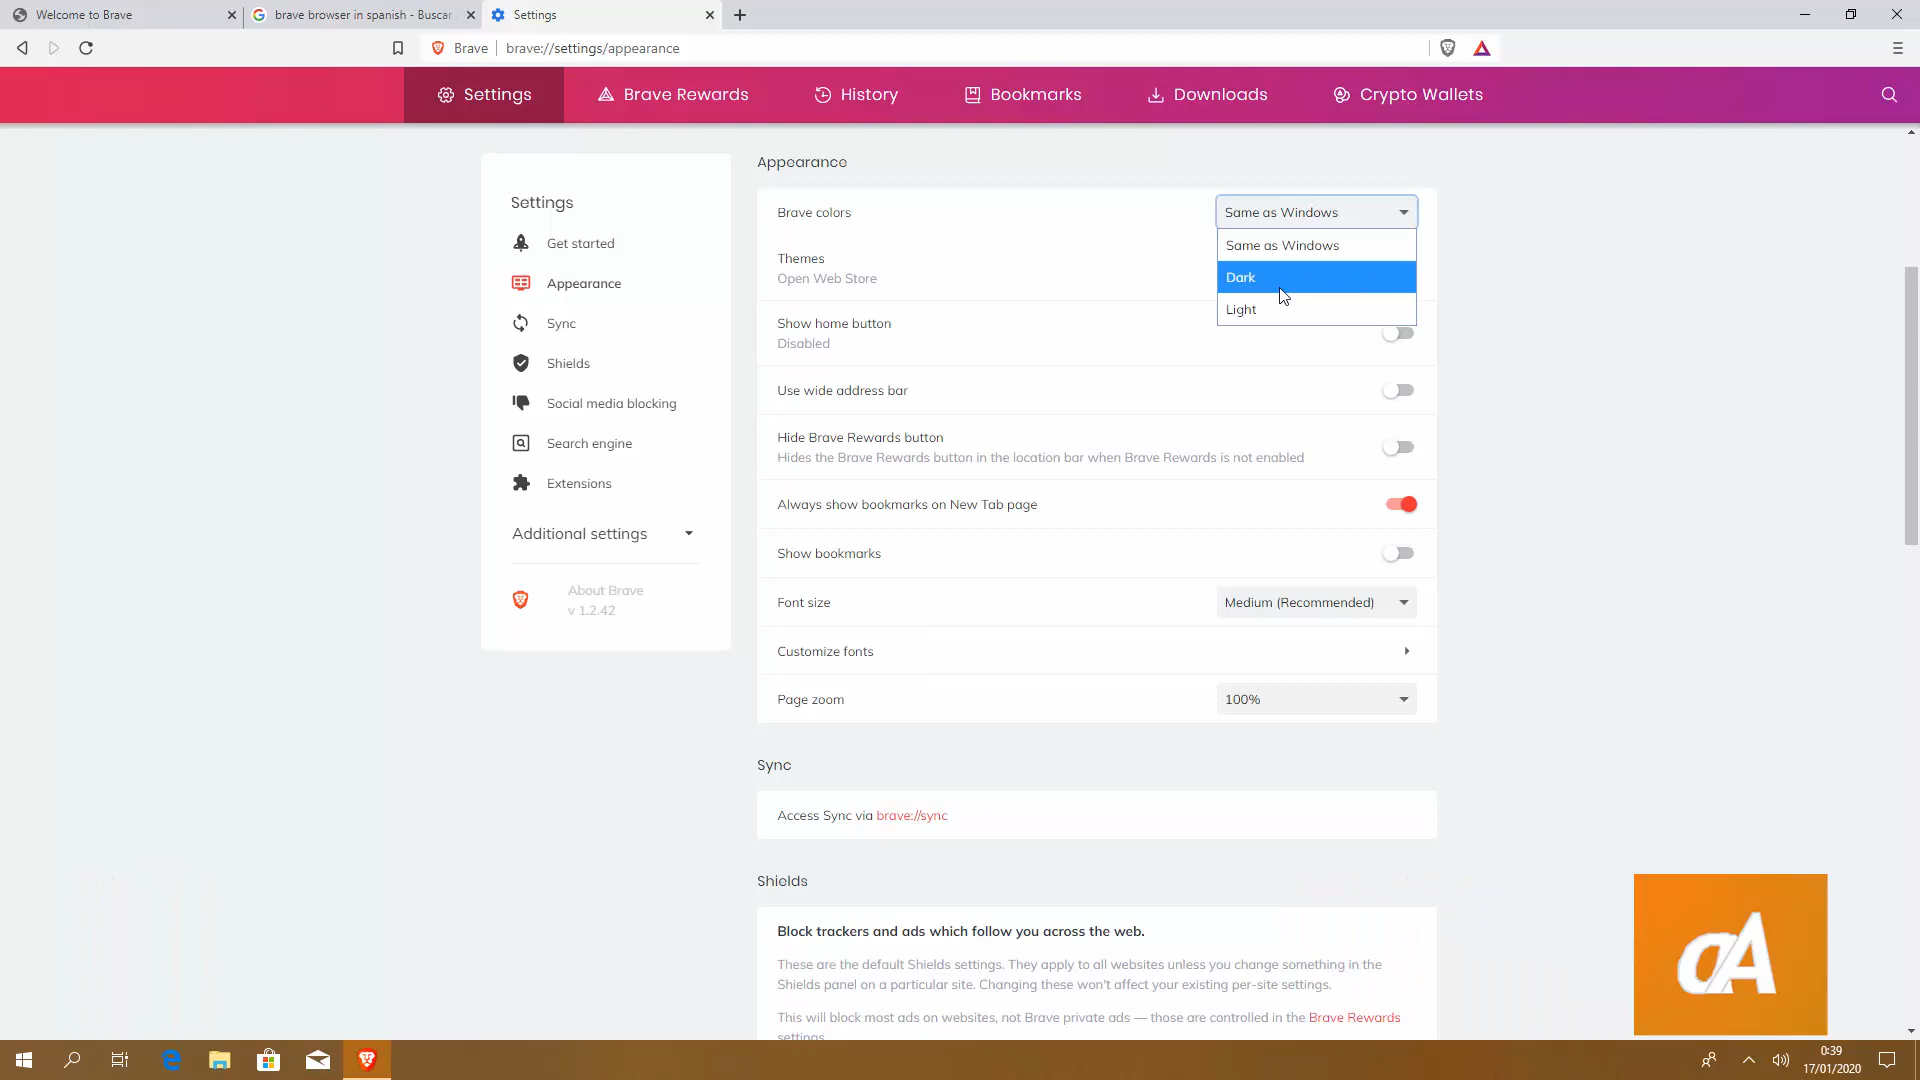 Welcome to Brave
brave browser in spanish - Buscar
Settings
Brave
brave://settings/appearance
Settings
Brave Rewards
History
Bookmarks
Downloads
Crypto Wallets
Settings
Get started
Appearance
Sync
Shields
Social media blocking
Search engine
Extensions
Additional settings
About Brave
v 1.2.42
Appearance
Brave colors
Same as Windows
Same as Windows
Dark
Light
Themes
Open Web Store
Show home button
Disabled
Use wide address bar
Hide Brave Rewards button
Hides the Brave Rewards button in the location bar when Brave Rewards is not enabled
Always show bookmarks on New Tab page
Show bookmarks
Font size
Medium (Recommended)
Customize fonts
Page zoom
100%
Sync
Access Sync via brave://sync
Shields
Block trackers and ads which follow you across the web.
These are the default Shields settings. They apply to all websites unless you change something in the
Shields panel on a particular site. Changing these won't affect your existing per-site settings.
This will block most ads on websites, not Brave private ads — those are controlled in the Brave Rewards
settings.
aA
0:39
17/01/2020